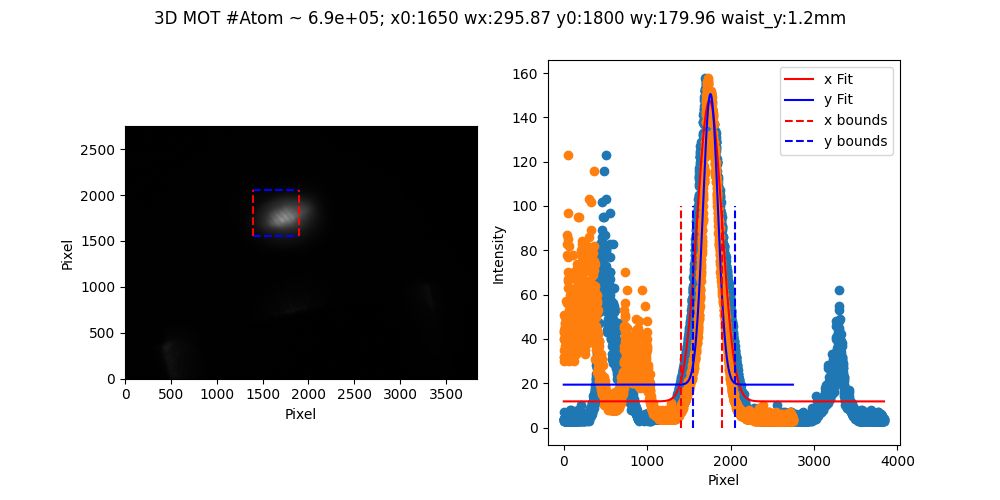 3D MOT #Atom ~ 6.9e+05; x0:1650 wx:295.87 y0:1800 wy:179.96 waist_y:1.2mm
2500
2000
1500
1000
500
0
Pixel
0 500 1000 1500 2000 2500 3000 3500
Pixel
160
140
120
100
80
60
40
20
0
Intensity
0 1000 2000 3000 4000
Pixel
x Fit
y Fit
x bounds
y bounds